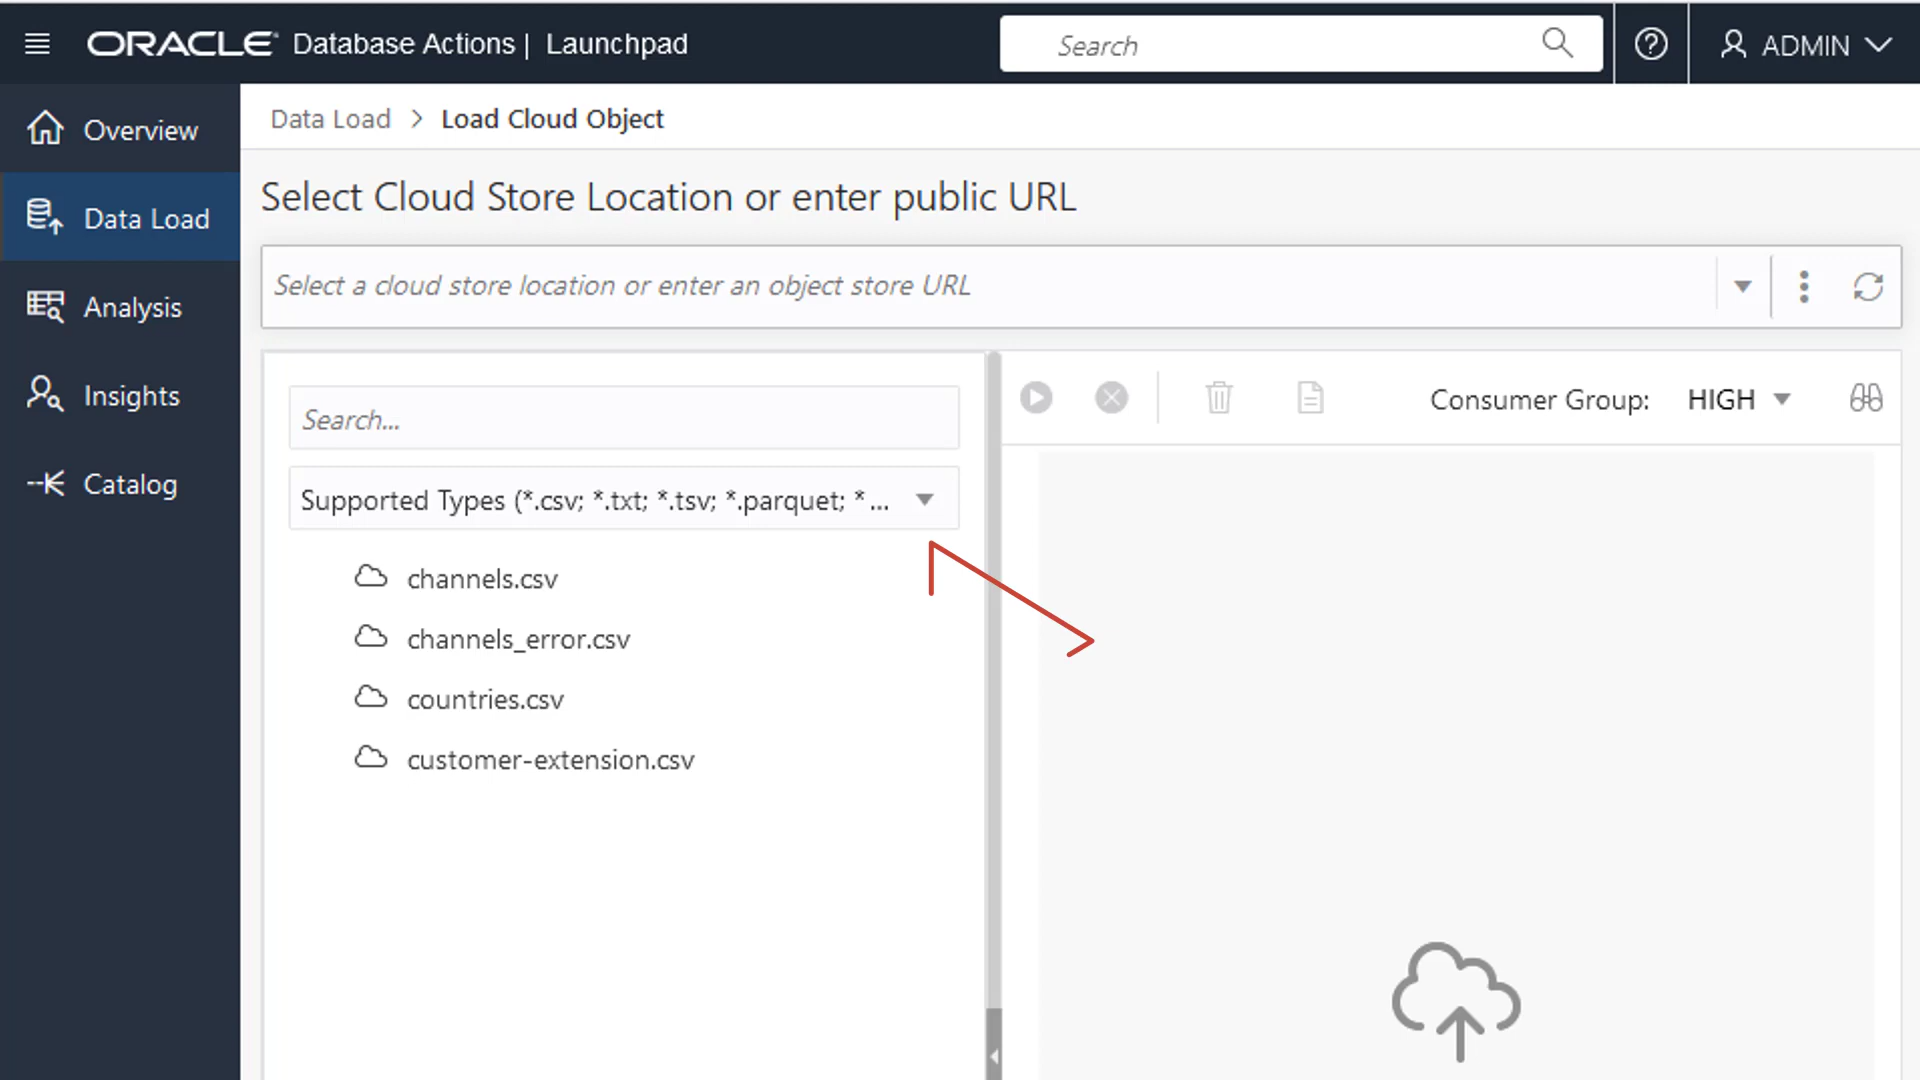 ORACLE Database Actions | Launchpad
Search
ADMIN
Overview
Data Load
Analysis
Insights
Catalog
Data Load > Load Cloud Object
Select Cloud Store Location or enter public URL
Select a cloud store location or enter an object store URL
Search...
Supported Types (*.csv; *.txt; *.tsv; *.parquet; *...
channels.csv
channels_error.csv
countries.csv
customer-extension.csv
Consumer Group: HIGH